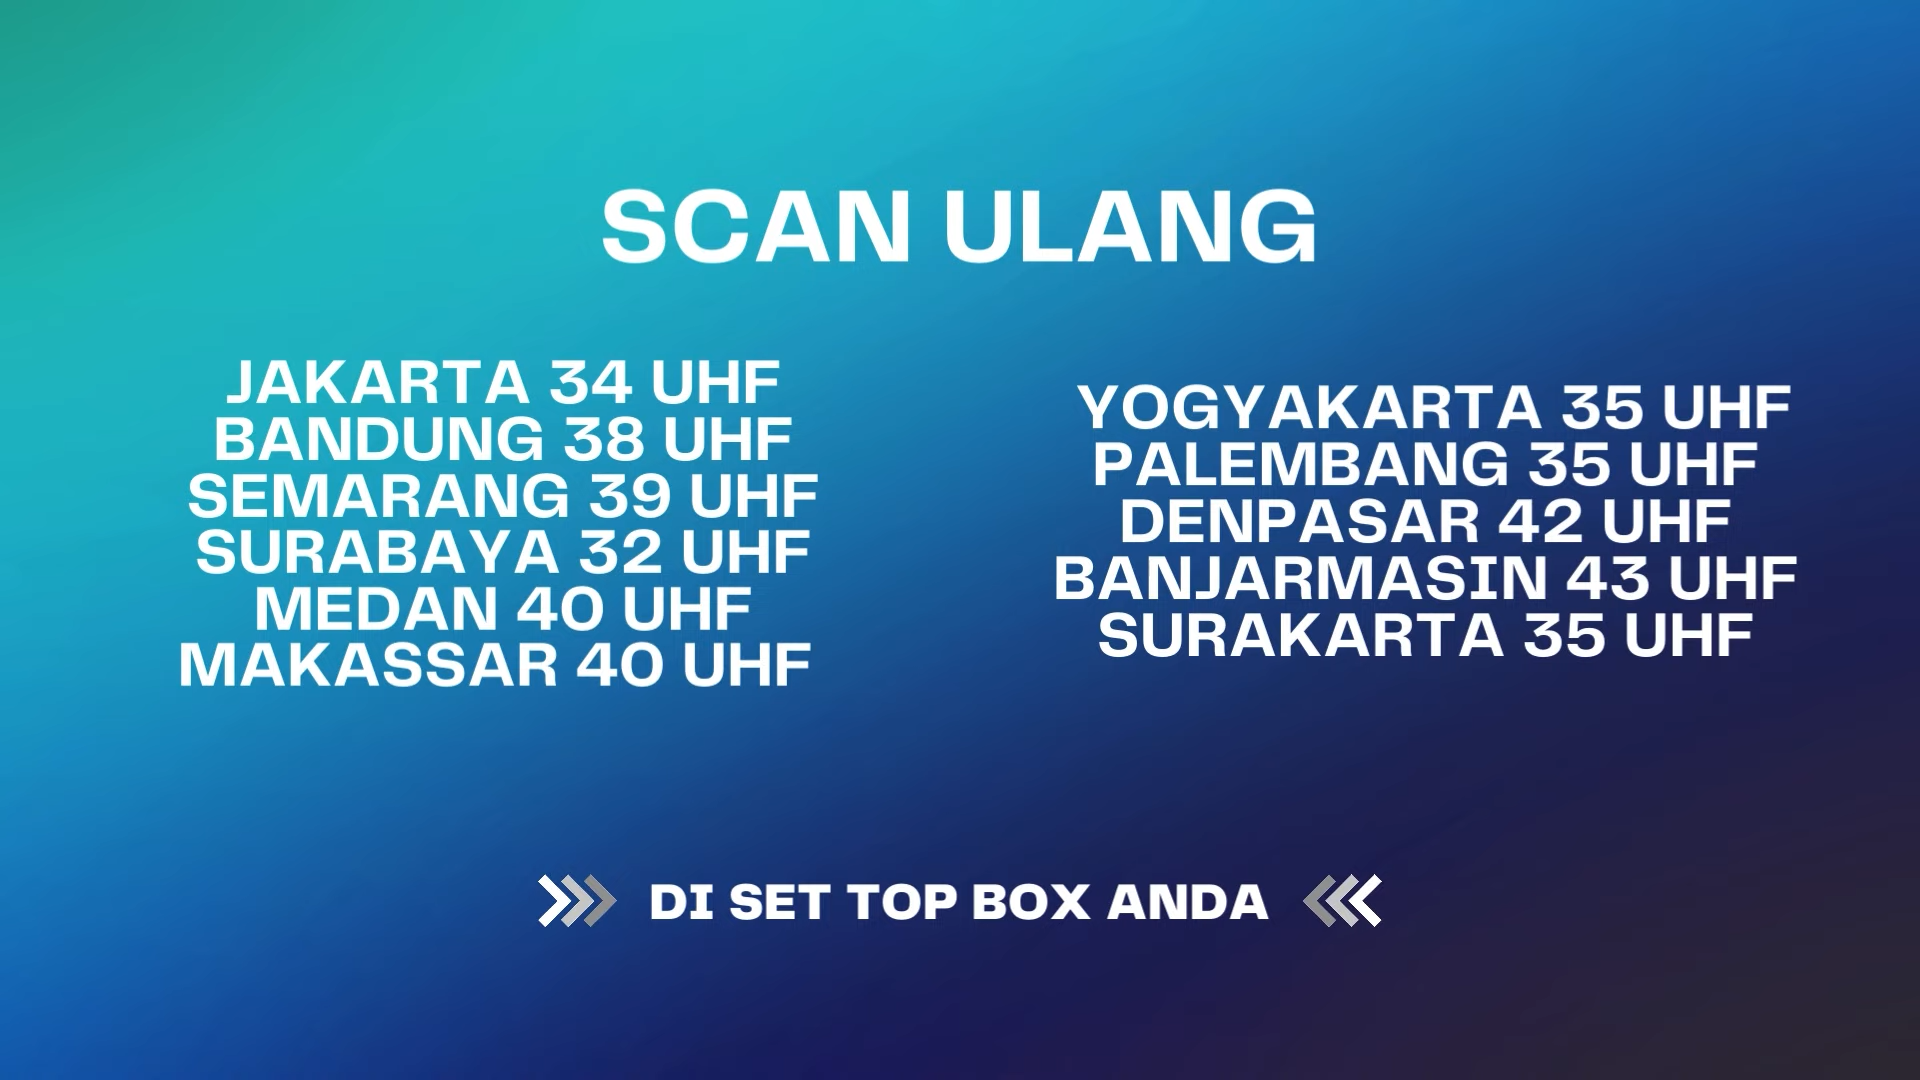 SCAN ULANG
JAKARTA 34 UHF
BANDUNG 38 UHF
SEMARANG 39 UHF
SURABAYA 32 UHF
MEDAN 40 UHF
MAKASSAR 40 UHF
YOGYAKARTA 35 UHF
PALEMBANG 35 UHF
DENPASAR 42 UHF
BANJARMASIN 43 UHF
SURAKARTA 35 UHF
DI SET TOP BOX ANDA